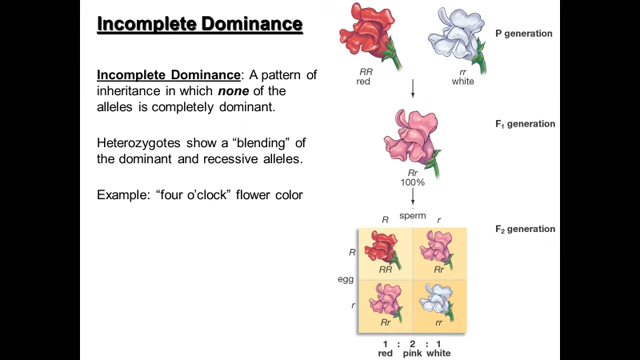 Incomplete Dominance
Incomplete Dominance: A pattern of
inheritance in which none of the
alleles is completely dominant.
Heterozygotes show a “blending” of
the dominant and recessive alleles.
Example: “four o’clock” flower color
P generation
RR
red
rr
white
F1 generation
Rr
100%
sperm
R r
F2 generation
R
egg
r
RR Rr
Rr rr
1 : 2 : 1
red pink white